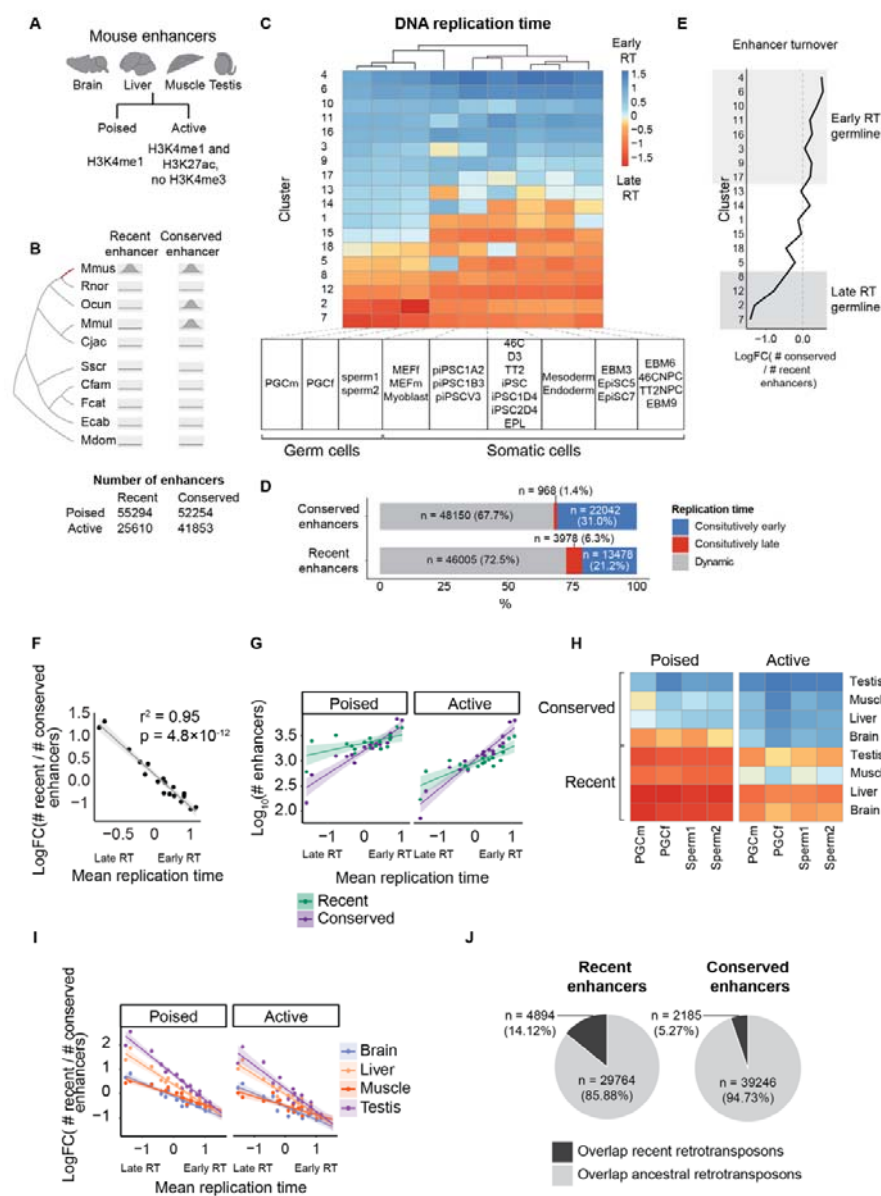 A
Mouse enhancers
Brain Liver Muscle Testis
Poised Active
H3K4me1
H3K4me1 and
H3K27ac,
no H3K4me3
B
Recent enhancer
Conserved enhancer
Mmus
Rnor
Ocun
Mmul
Cjac
Sscr
Cfam
Fcat
Ecab
Mdom
Number of enhancers
Recent Conserved
Poised 55294 52254
Active 25610 41853
C
DNA replication time
Early RT
1.5
1
0.5
0
−0.5
−1
−1.5
Late RT
Cluster
4
6
10
11
16
3
9
17
13
14
1
15
18
5
8
12
2
7
PGCm
PGCf
sperm1
sperm2
MEFf
MEFm
Myoblast
piPSC1A2
piPSC1B3
piPSCV3
46C
D3
TT2
iPSC
iPSC1D4
iPSC2D4
EPL
Mesoderm
Endoderm
EBM3
EpiSC5
EpiSC7
EBM6
46CNPC
TT2NPC
EBM9
Germ cells Somatic cells
D
n = 968 (1.4%)
Conserved enhancers
n = 48150 (67.7%)
n = 22042 (31.0%)
n = 3978 (6.3%)
Recent enhancers
n = 46005 (72.5%)
n = 13478 (21.2%)
0 25 50 75 100
%
Replication time
Consitutively early
Consitutively late
Dynamic
E
Enhancer turnover
Cluster
4
6
10
11
16
3
9
17
13
14
1
15
18
5
8
12
2
7
Early RT germline
Late RT germline
−1.0 0.0
LogFC( # conserved / # recent enhancers)
F
r² = 0.95
p = 4.8×10⁻¹²
LogFC(# recent / # conserved enhancers)
1.5
1.0
0.5
0.0
−1
−0.5 0 1
Late RT Early RT
Mean replication time
G
Poised Active
Log₁₀(# enhancers)
3.5
3.0
2.5
2.0
−1 0 1 −1 0 1
Late RT Early RT Late RT Early RT
Mean replication time
Recent
Conserved
H
Poised Active
Conserved
Recent
Testis
Muscle
Liver
Brain
Testis
Muscle
Liver
Brain
PGCm PGCf Sperm1 Sperm2 PGCm PGCf Sperm1 Sperm2
I
Poised Active
LogFC(# recent / # conserved enhancers)
2
1
0
−1
−1 0 1 −1 0 1
Late RT Early RT Late RT Early RT
Mean replication time
Brain
Liver
Muscle
Testis
J
Recent enhancers
Conserved enhancers
n = 4894 (14.12%)
n = 29764 (85.88%)
n = 2185 (5.27%)
n = 39246 (94.73%)
Overlap recent retrotransposons
Overlap ancestral retrotransposons